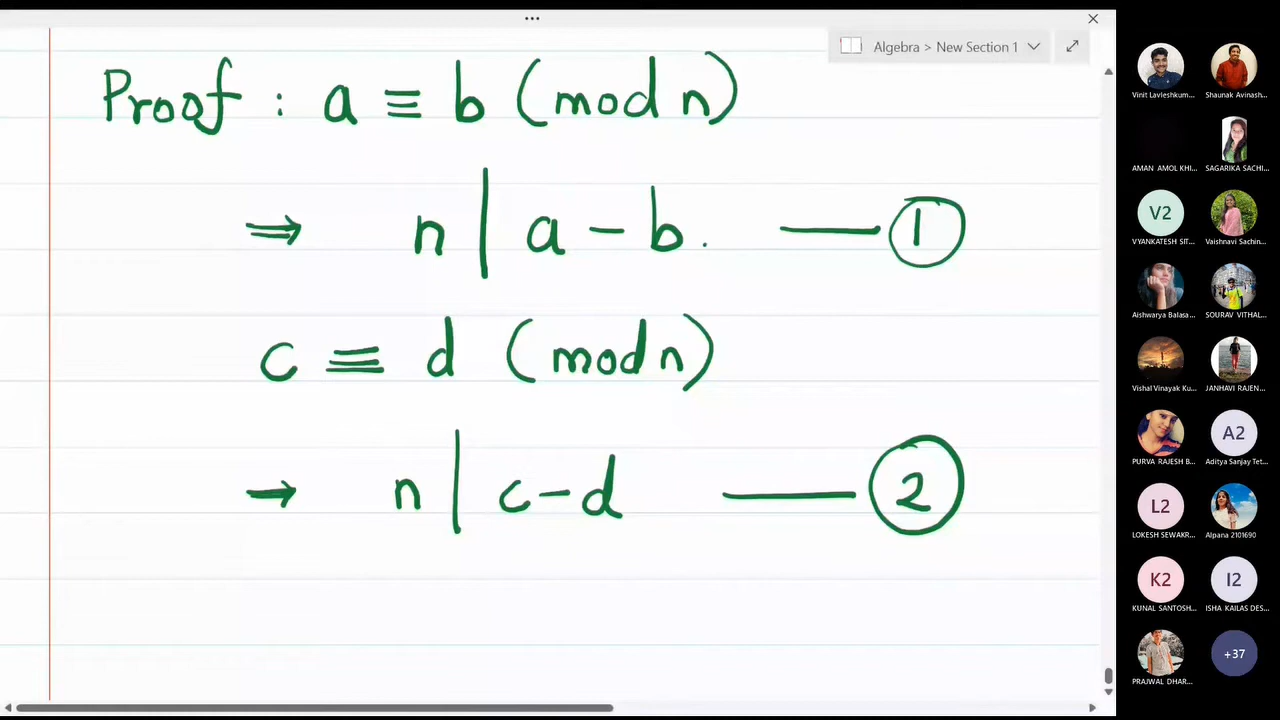 Algebra > New Section 1
Proof : a ≡ b (mod n)
⇒ n | a - b. —— ①
c ≡ d (mod n)
→ n | c - d —— ②
Vinit Lavleshkum...
Shaunak Avinash...
AMAN AMOL KHI...
SAGARIKA SACHI...
V2
VYANKATESH SIT...
Vaishnavi Sachin...
Aishwarya Balasa...
SOURAV VITHAL...
Vishal Vinayak Ku...
JANHAVI RAJEN...
A2
PURVA RAJESH B...
Aditya Sanjay Tet...
L2
LOKESH SEWAKR...
Alpana 2101690
K2
I2
KUNAL SANTOSH...
ISHA KAILAS DES...
+37
PRAJWAL DHAR...